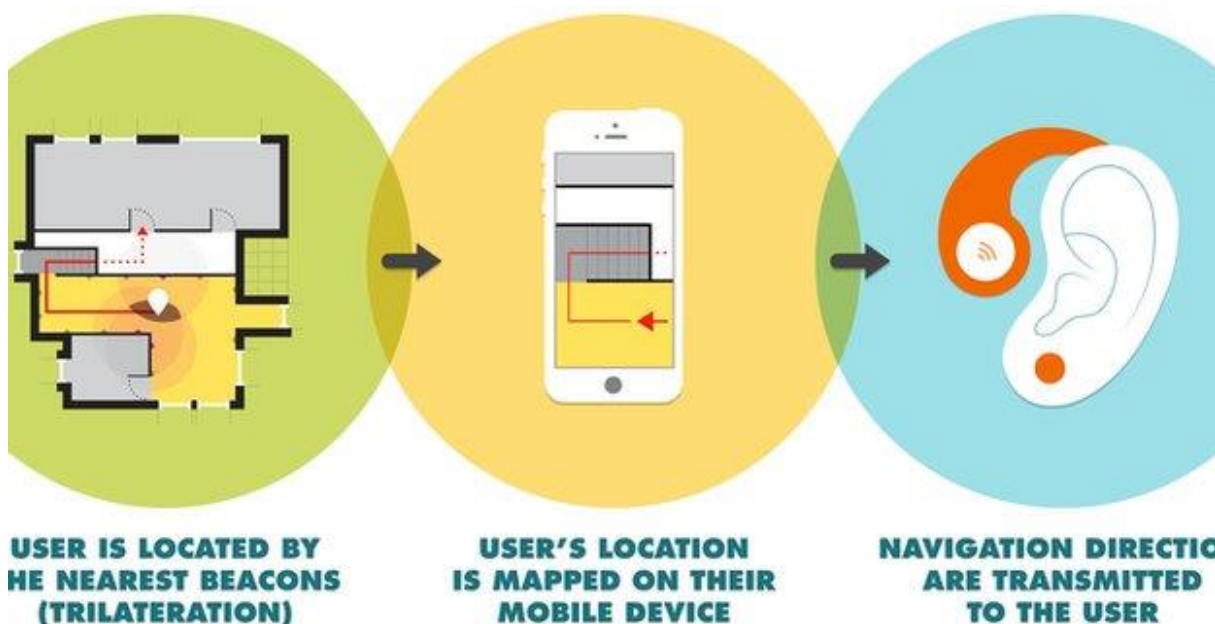 USER IS LOCATED BY
HE NEAREST BEACONS
(TRILATERATION)
USER'S LOCATION
IS MAPPED ON THEIR
MOBILE DEVICE
NAVIGATION DIRECTIO
ARE TRANSMITTED
TO THE USER